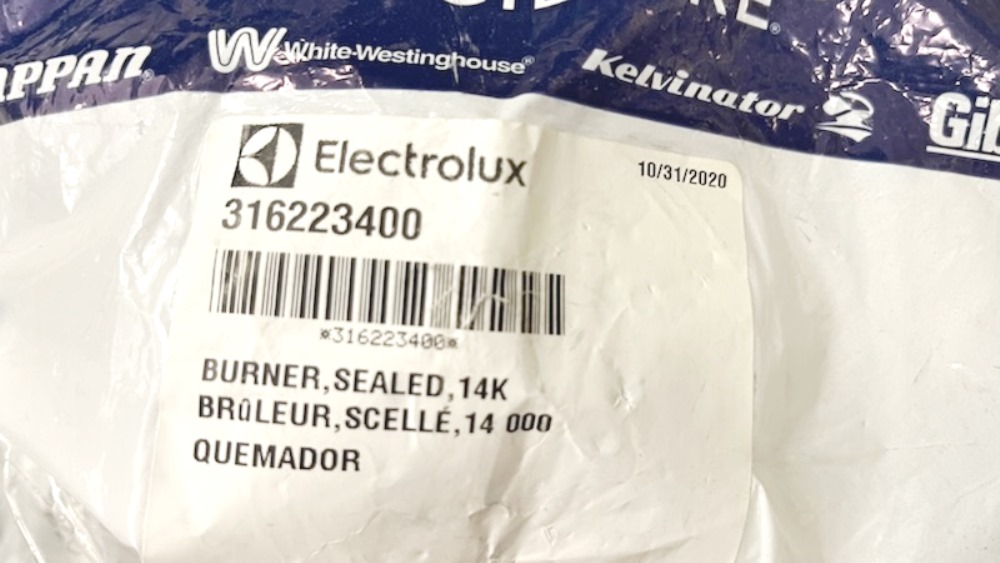 White-Westinghouse®
Kelvinator
Electrolux
10/31/2020
316223400
*316223400*
BURNER,SEALED,14K
BRûLEUR,SCELLÉ,14 000
QUEMADOR